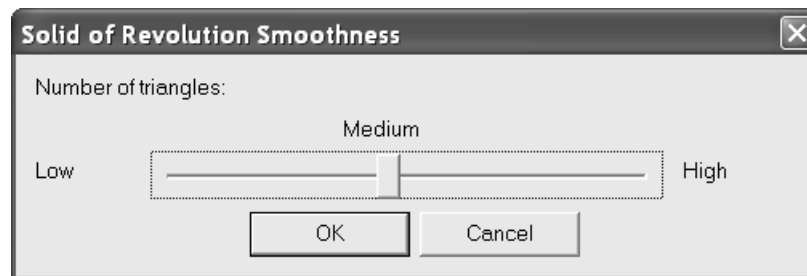 Solid of Revolution Smoothness
Number of triangles:
Medium
Low High
OK Cancel